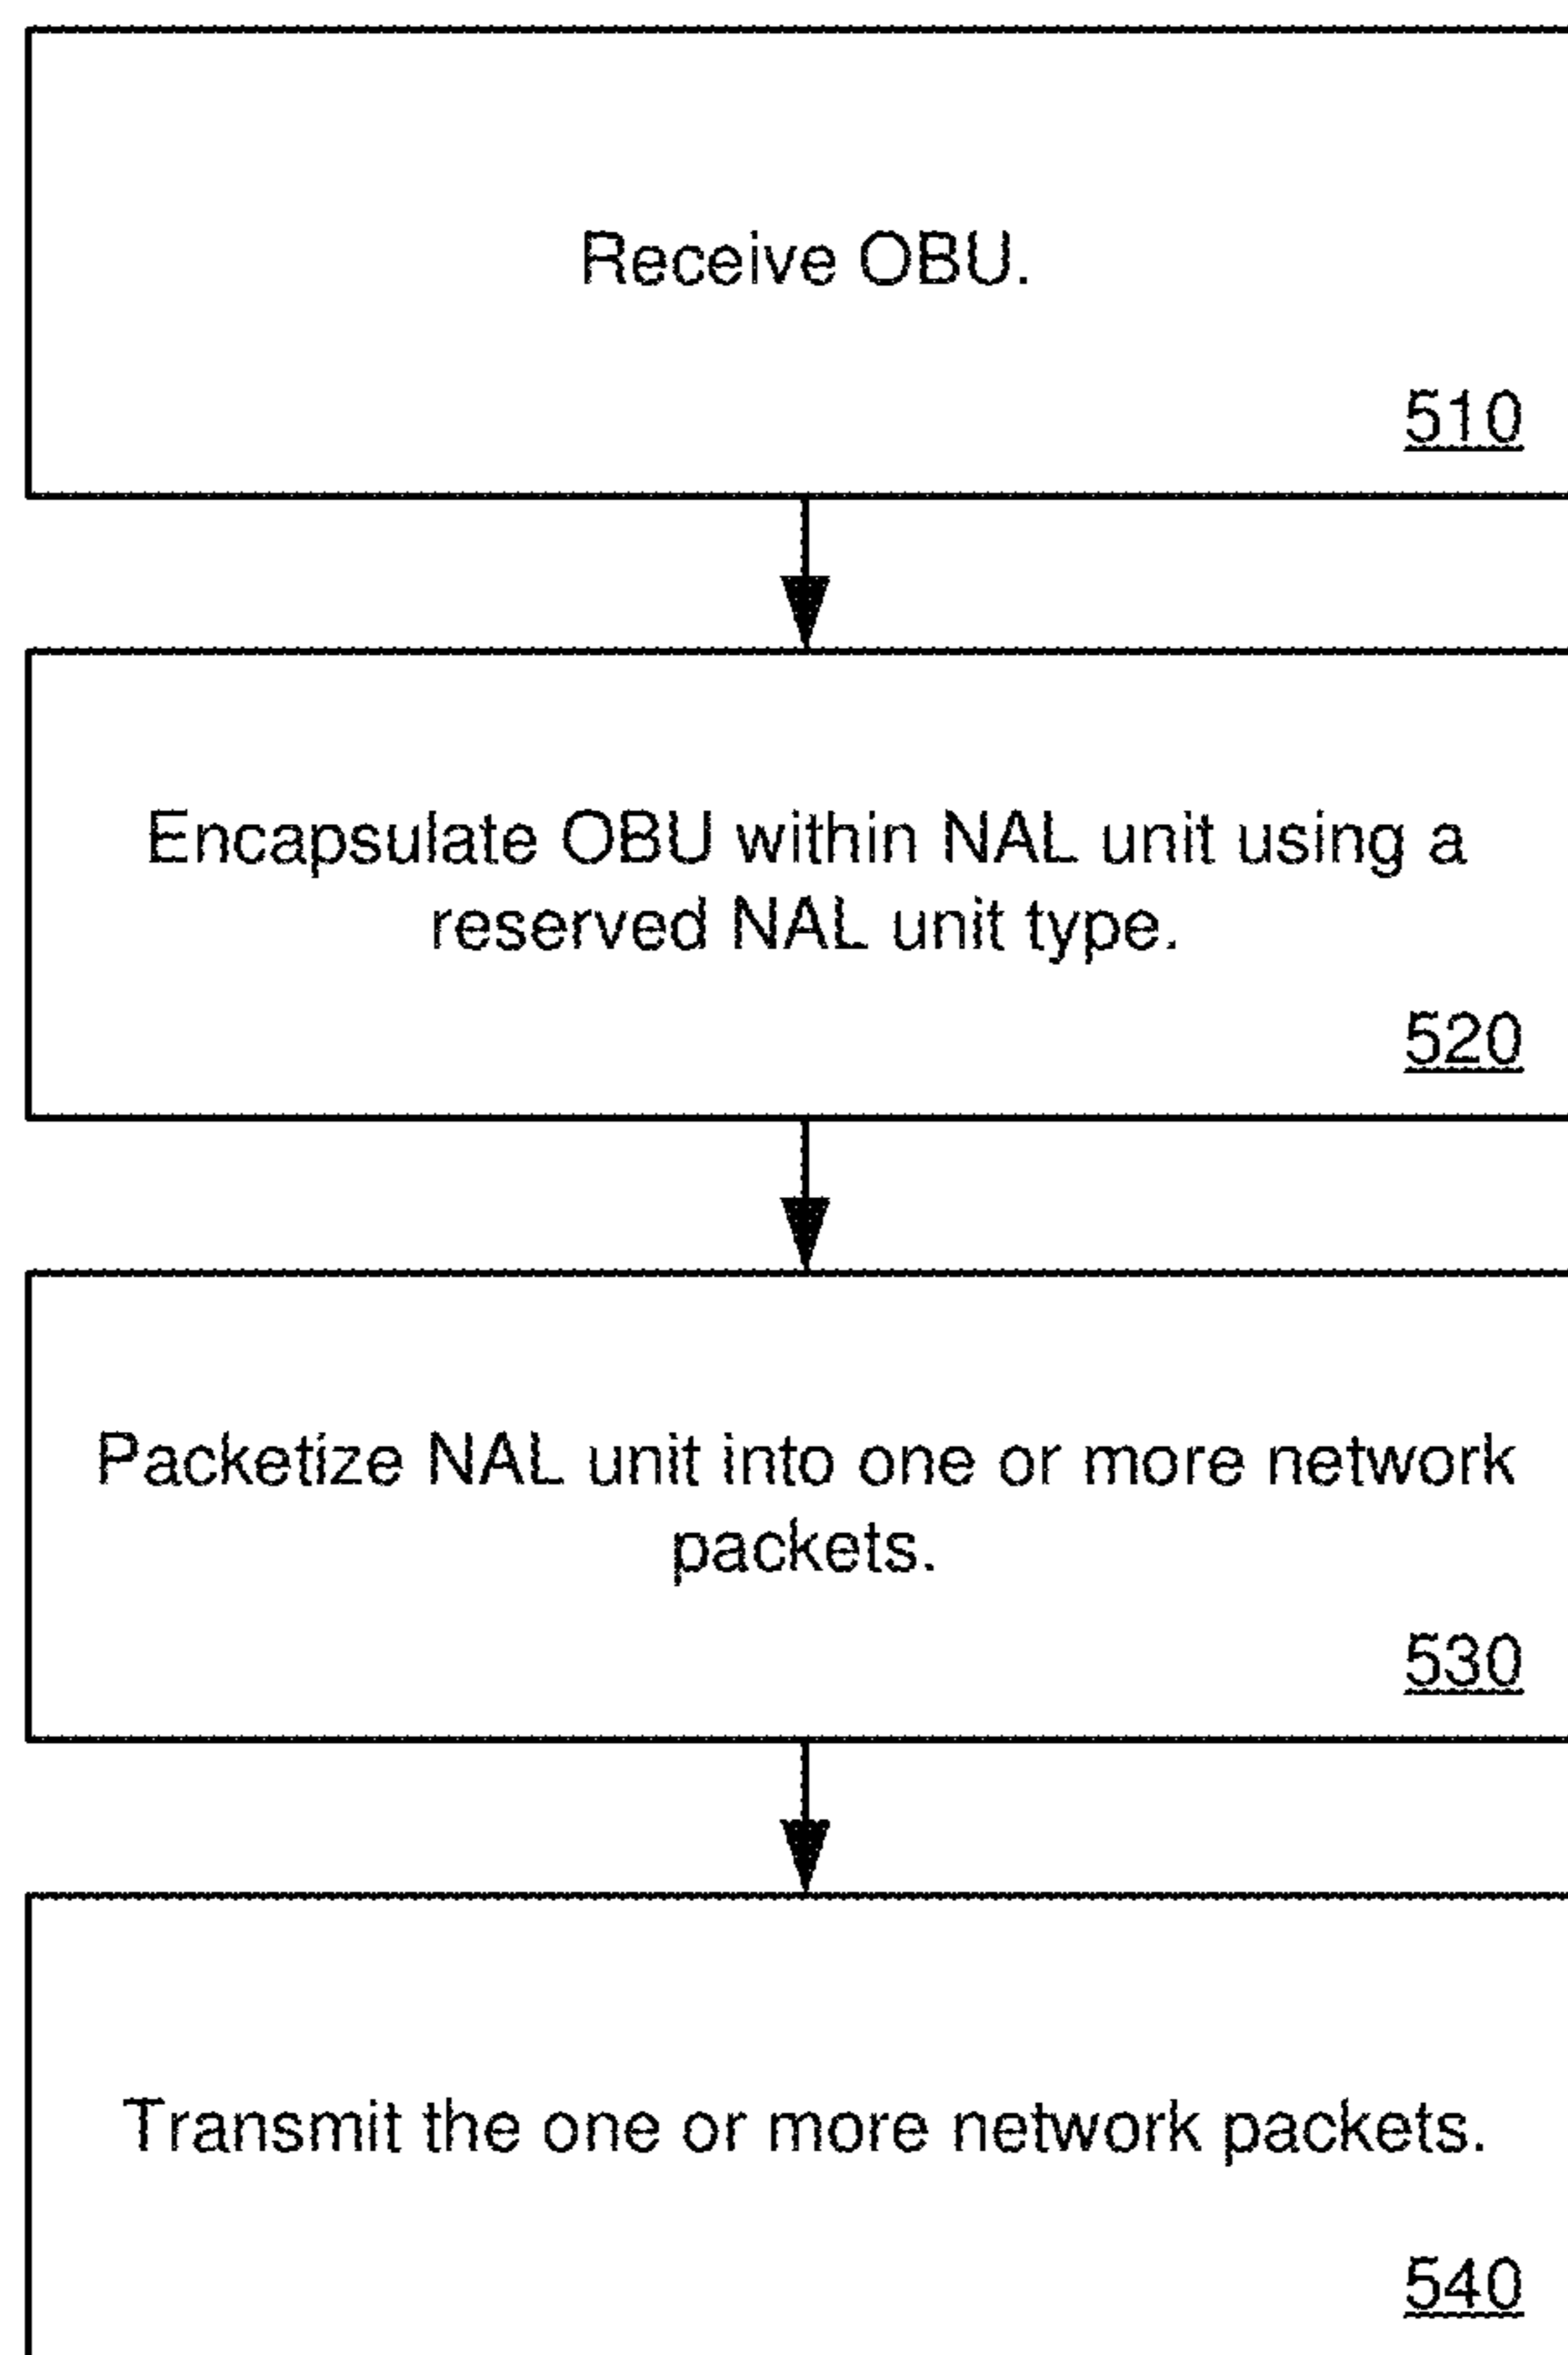 Receive OBU.
510
Encapsulate OBU within NAL unit using a
reserved NAL unit type.
520
Packetize NAL unit into one or more network
packets.
530
Transmit the one or more network packets.
540